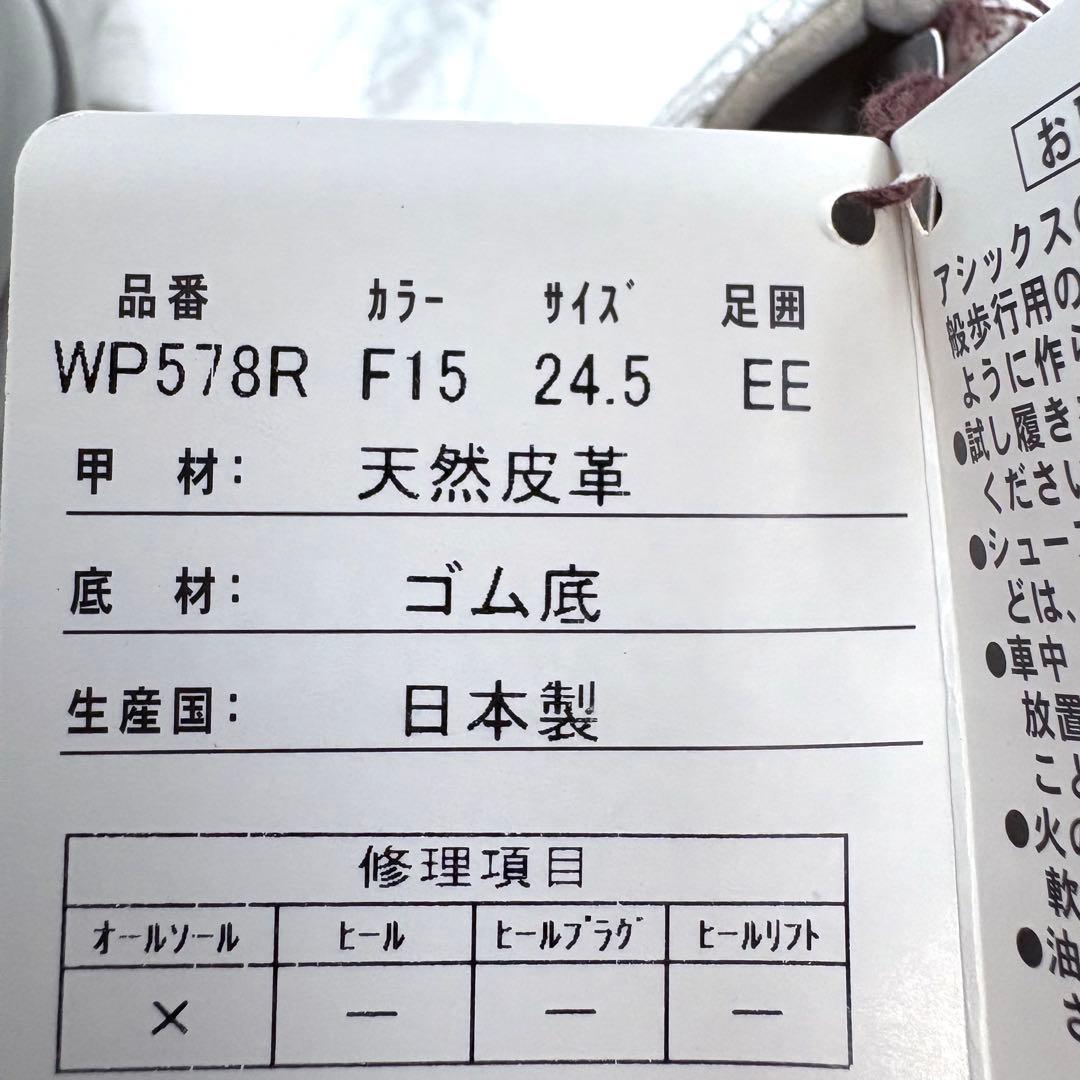 品番 ｶﾗｰ ｻｲｽﾞ 足囲
WP578R F15 24.5 EE
甲　材： 天然皮革
底　材： ゴム底
生産国： 日本製
修理項目
ｵｰﾙｿｰﾙ ﾋｰﾙ ﾋｰﾙﾌﾟﾗｸﾞ ﾋｰﾙﾘﾌﾄ
× ー ー ー
お
アシックス
般歩行用の
ように作ら
●試し履き
ください
●シュー
どは、
●車中
放置
こと
●火の
軟
●油
さ